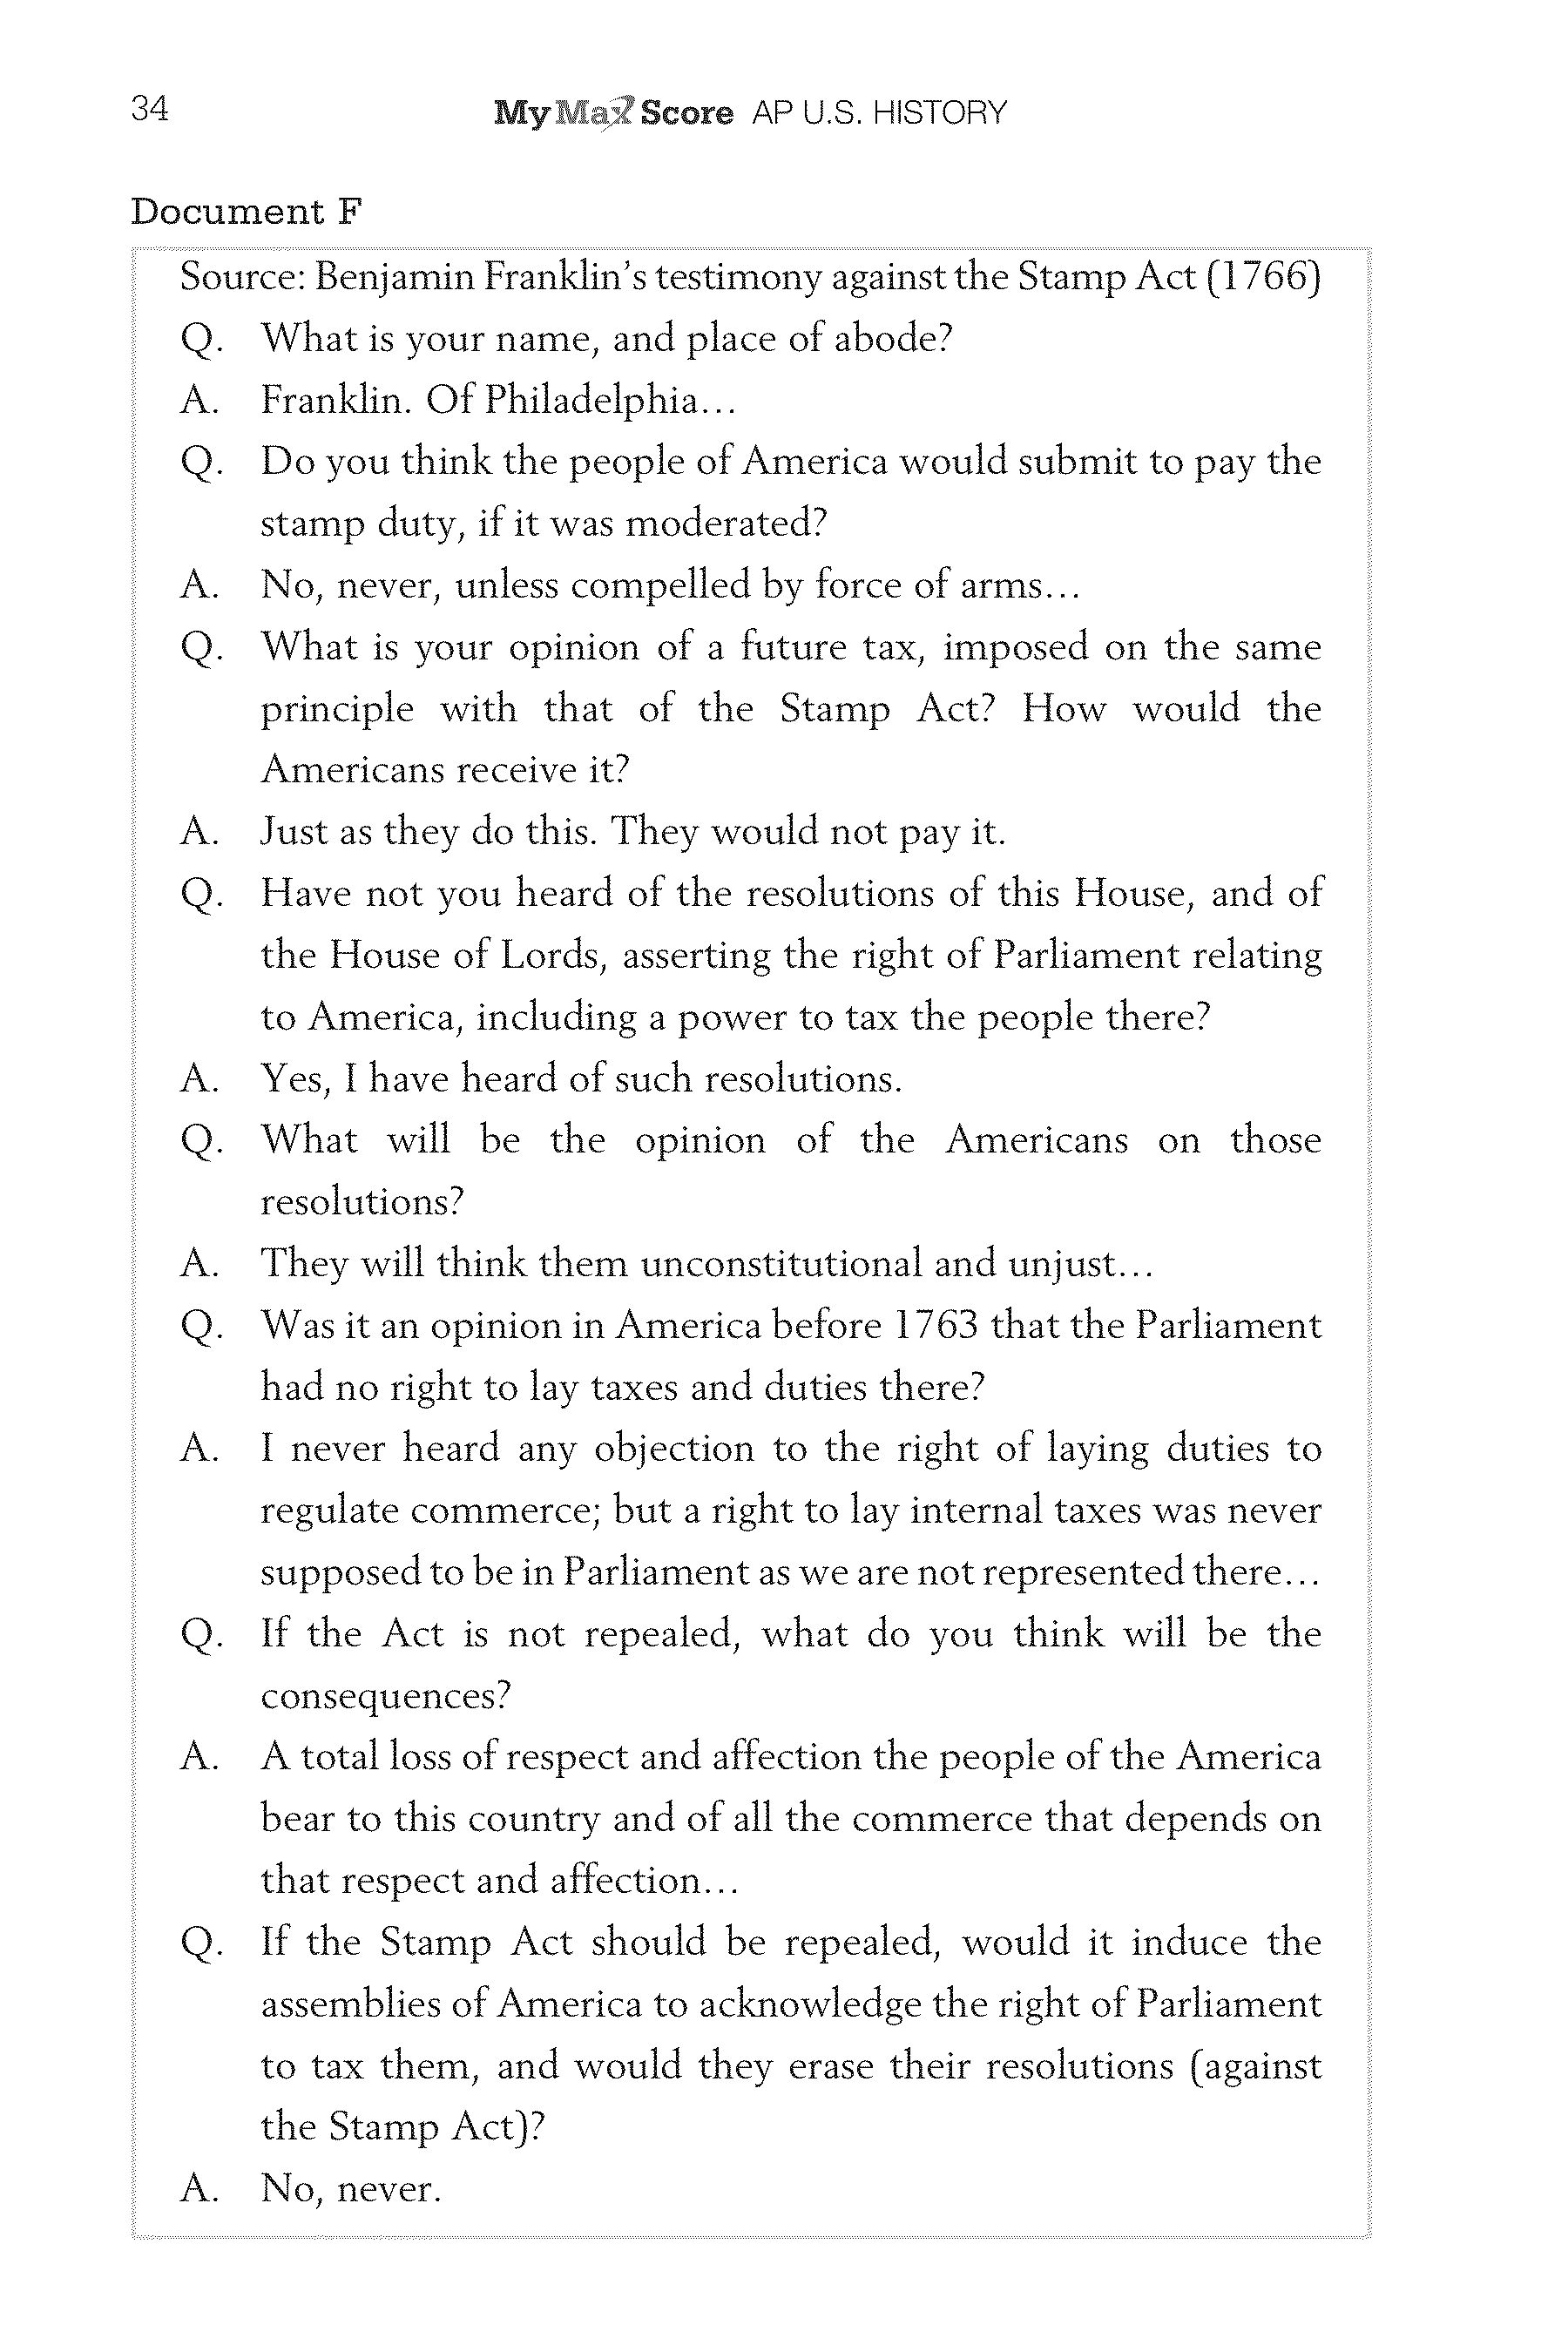 34
MyMaxScore AP U.S. HISTORY
Document F
Source: Benjamin Franklin's testimony against the Stamp Act (1766)
Q. What is your name, and place of abode?
A. Franklin. Of Philadelphia...
Q. Do you think the people of America would submit to pay the
stamp duty, if it was moderated?
A. No, never, unless compelled by force of arms...
Q. What is your opinion of a future tax, imposed on the same
principle with that of the Stamp Act? How would the
Americans receive it?
A. Just as they do this. They would not pay it.
Q. Have not you heard of the resolutions of this House, and of
the House of Lords, asserting the right of Parliament relating
to America, including a power to tax the people there?
A. Yes, I have heard of such resolutions.
Q. What will be the opinion of the Americans on those
resolutions?
A. They will think them unconstitutional and unjust...
Q. Was it an opinion in America before 1763 that the Parliament
had no right to lay taxes and duties there?
A. I never heard any objection to the right of laying duties to
regulate commerce; but a right to lay internal taxes was never
supposed to be in Parliament as we are not represented there...
Q. If the Act is not repealed, what do you think will be the
consequences?
A. A total loss of respect and affection the people of the America
bear to this country and of all the commerce that depends on
that respect and affection...
Q. If the Stamp Act should be repealed, would it induce the
assemblies of America to acknowledge the right of Parliament
to tax them, and would they erase their resolutions (against
the Stamp Act)?
A. No, never.